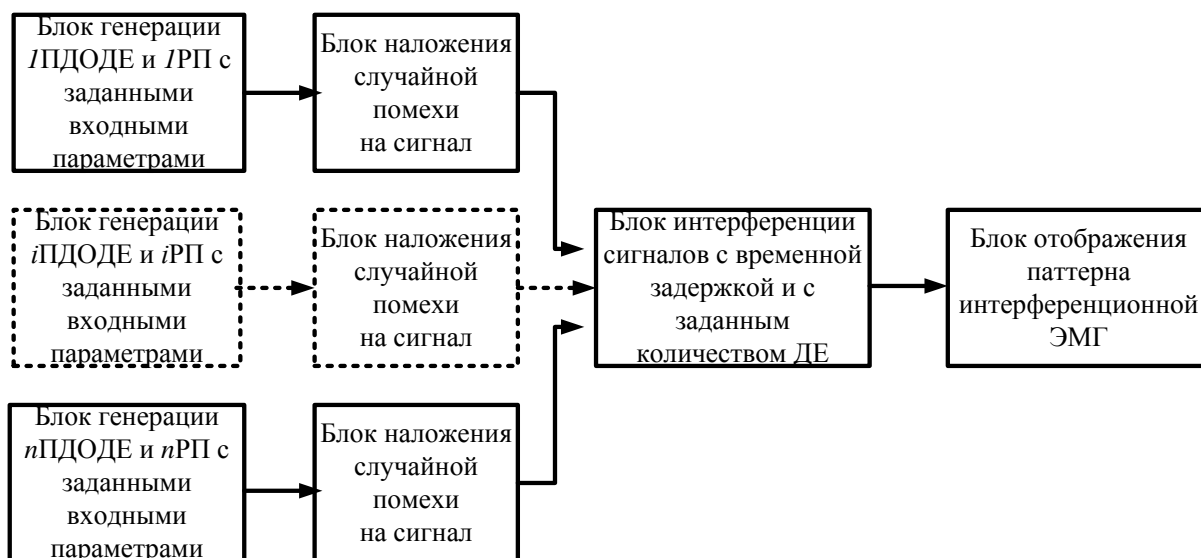 Блок генерации
1ПДОДЕ и 1РП с
заданными
входными
параметрами
Блок наложения
случайной
помехи
на сигнал
Блок генерации
iПДОДЕ и iРП с
заданными
входными
параметрами
Блок наложения
случайной
помехи
на сигнал
Блок интерференции
сигналов с временной
задержкой и с
заданным
количеством ДЕ
Блок отображения
паттерна
интерференционной
ЭМГ
Блок генерации
nПДОДЕ и nРП с
заданными
входными
параметрами
Блок наложения
случайной
помехи
на сигнал